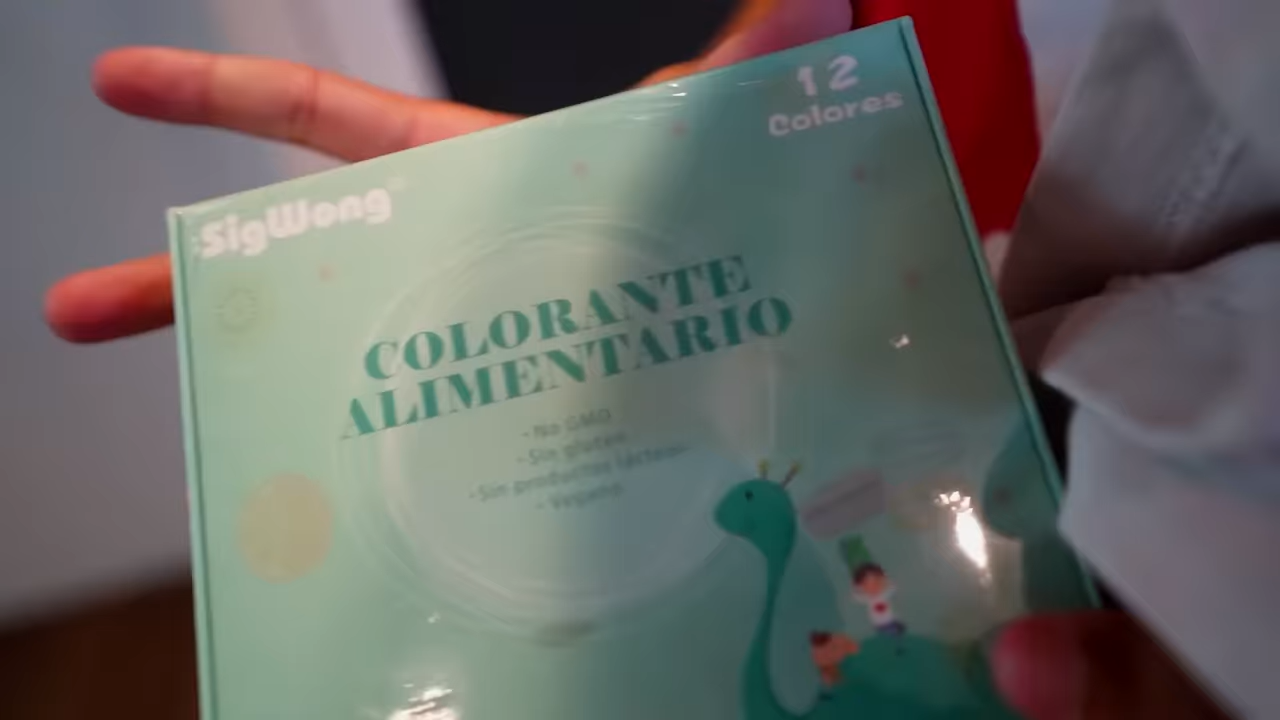 12
Colores
SigWong
COLORANTE
ALIMENTARIO
-No GMO
-Sin gluten
-Sin productos lácteos
- Vegano